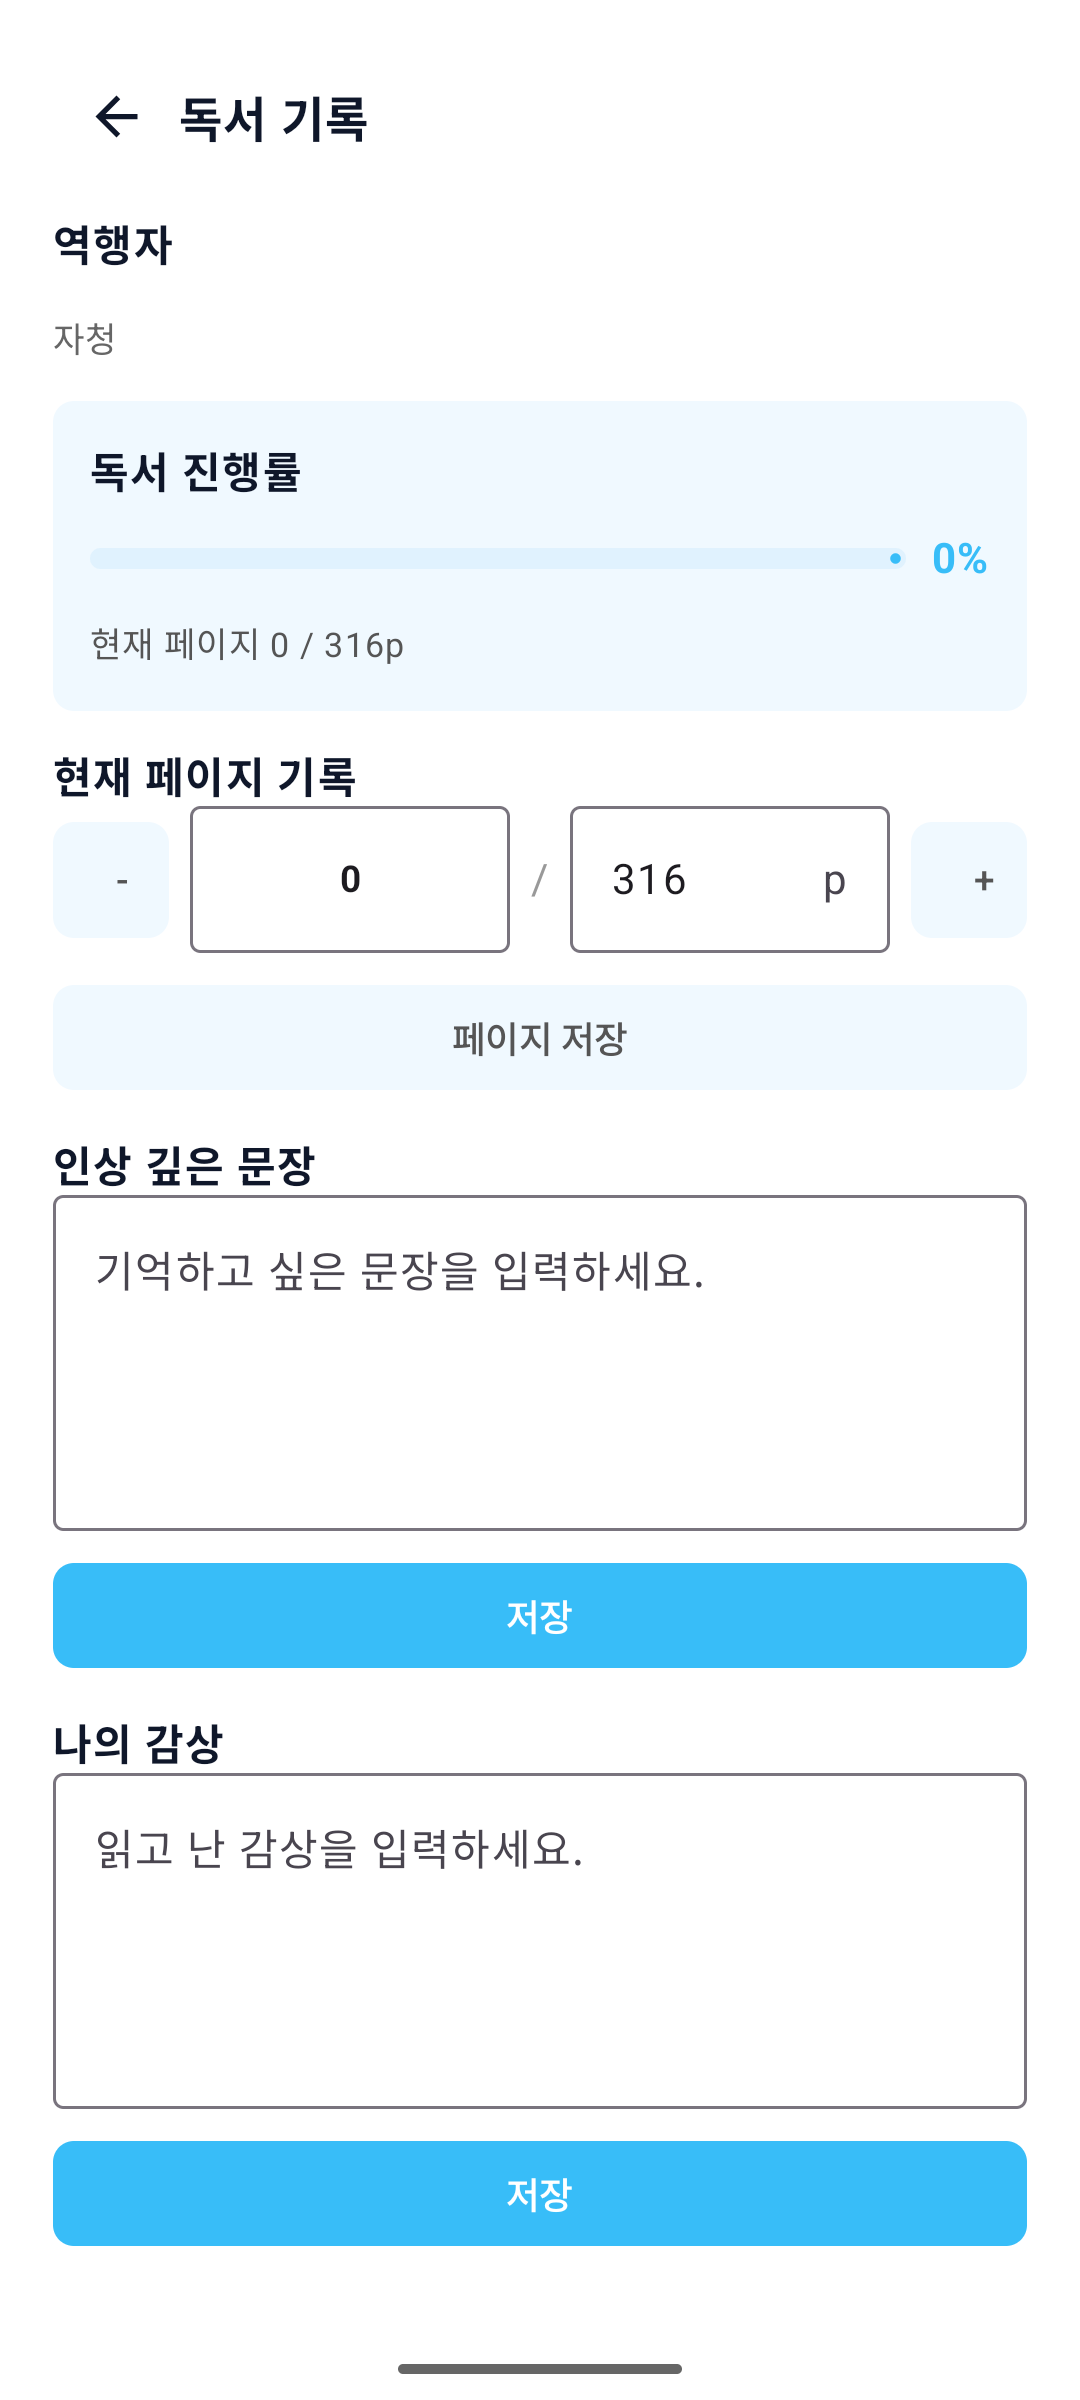 독서 기록
역행자
자청
독서 진행률
0%
현재 페이지 0 / 316p
현재 페이지 기록
- 0 / 316 p +
페이지 저장
인상 깊은 문장
기억하고 싶은 문장을 입력하세요.
저장
나의 감상
읽고 난 감상을 입력하세요.
저장